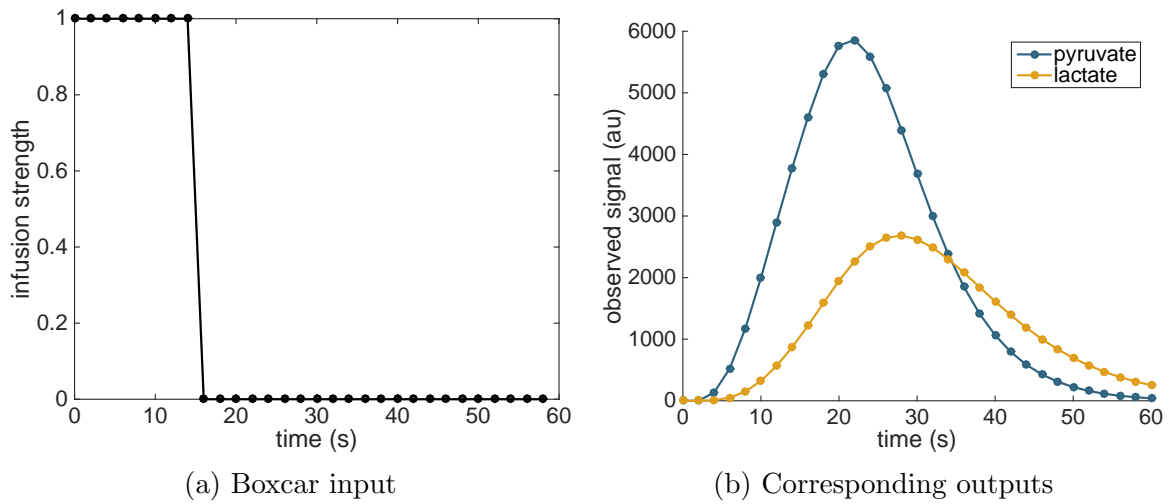 1
0.8
0.6
0.4
0.2
0
0 10 20 30 40 50 60
infusion strength
time (s)
(a) Boxcar input
6000
5000
4000
3000
2000
1000
0
0 10 20 30 40 50 60
observed signal (au)
time (s)
pyruvate
lactate
(b) Corresponding outputs